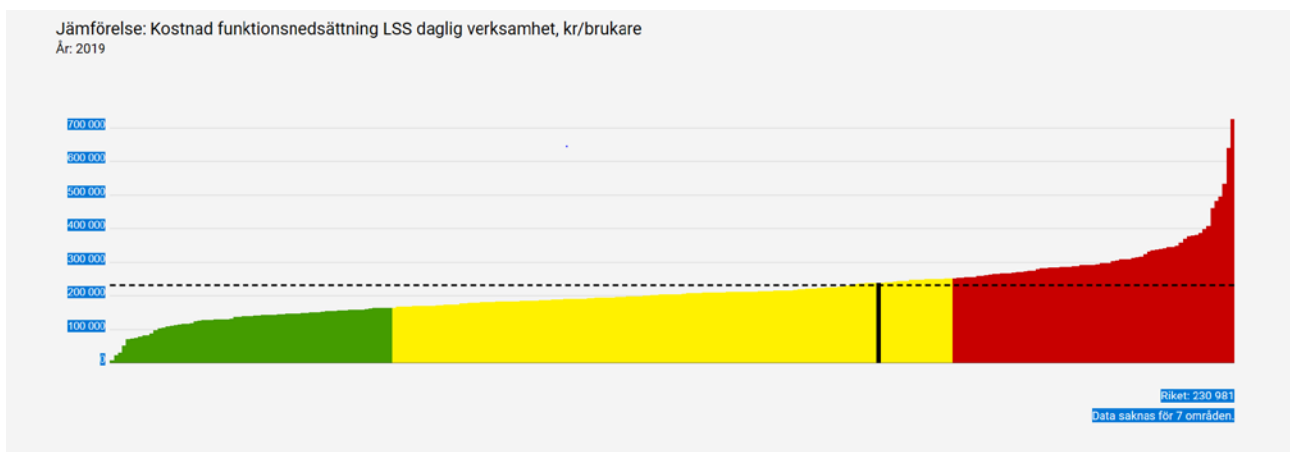 Jämförelse: Kostnad funktionsnedsättning LSS daglig verksamhet, kr/brukare
År: 2019
700 000
600 000
500 000
400 000
300 000
200 000
100 000
0
Riket: 230 981
Data saknas för 7 områden.